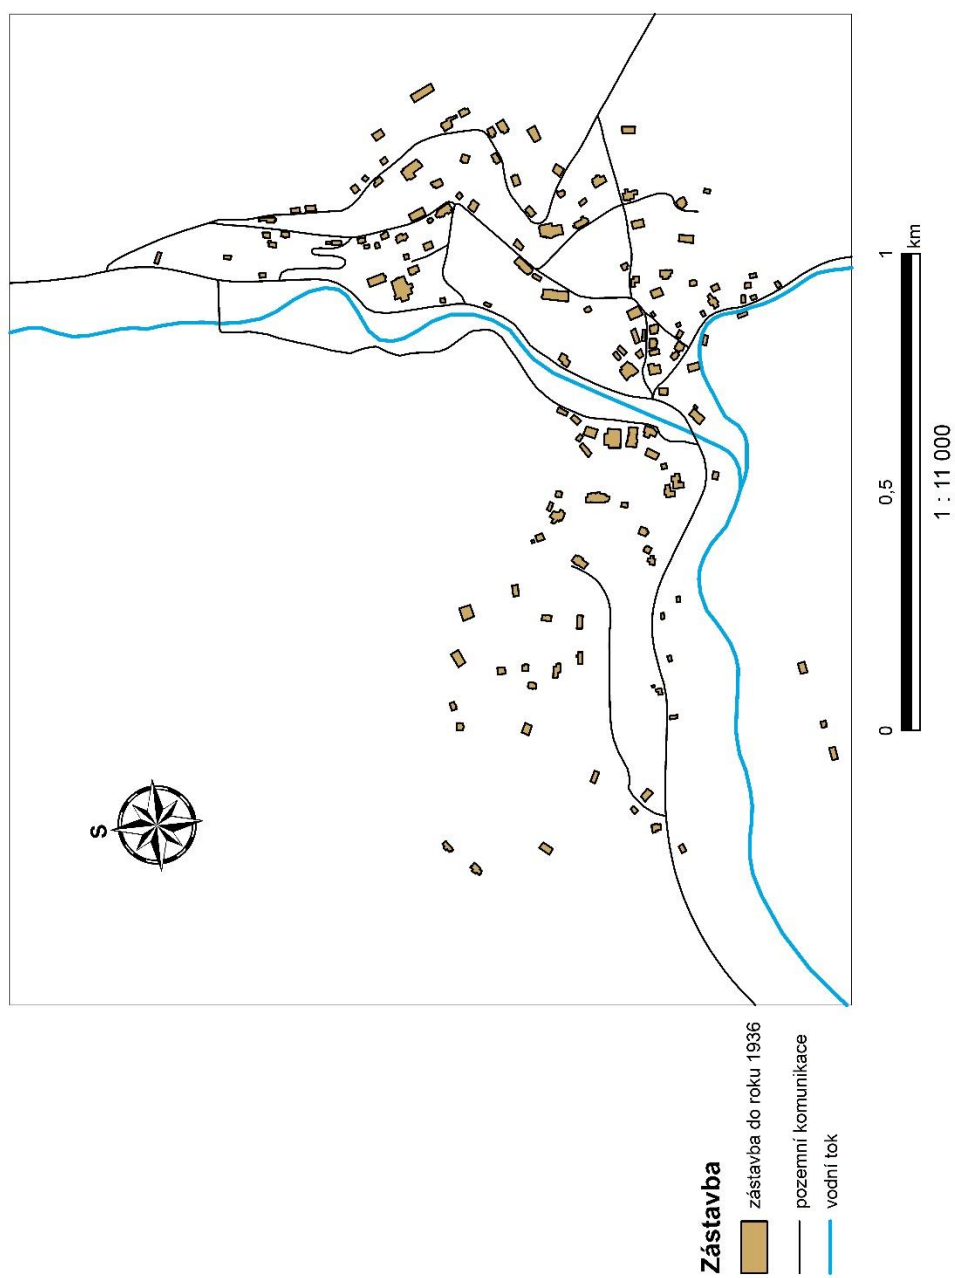 S
Zástavba
zástavba do roku 1936
pozemní komunikace
vodní tok
0 0,5 1
km
1 : 11 000